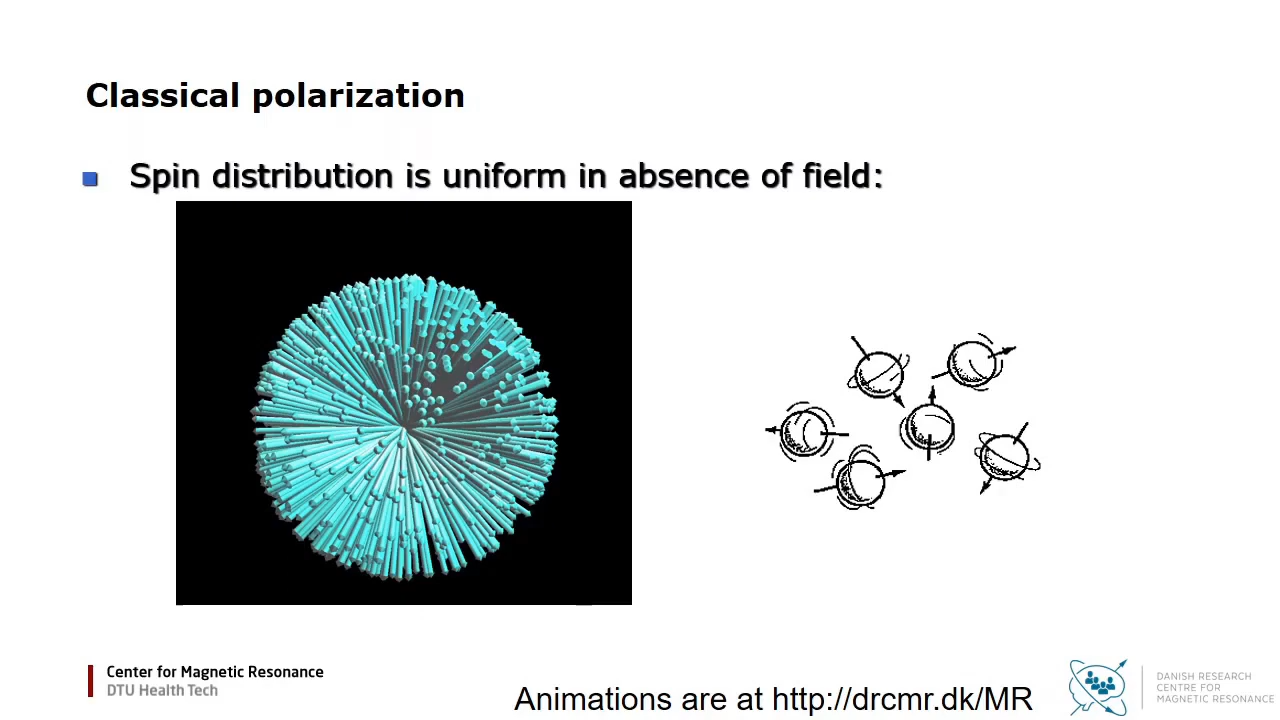 Classical polarization
Spin distribution is uniform in absence of field:
Center for Magnetic Resonance
DTU Health Tech
Animations are at http://drcmr.dk/MR
DANISH RESEARCH
CENTRE FOR
MAGNETIC RESONANCE